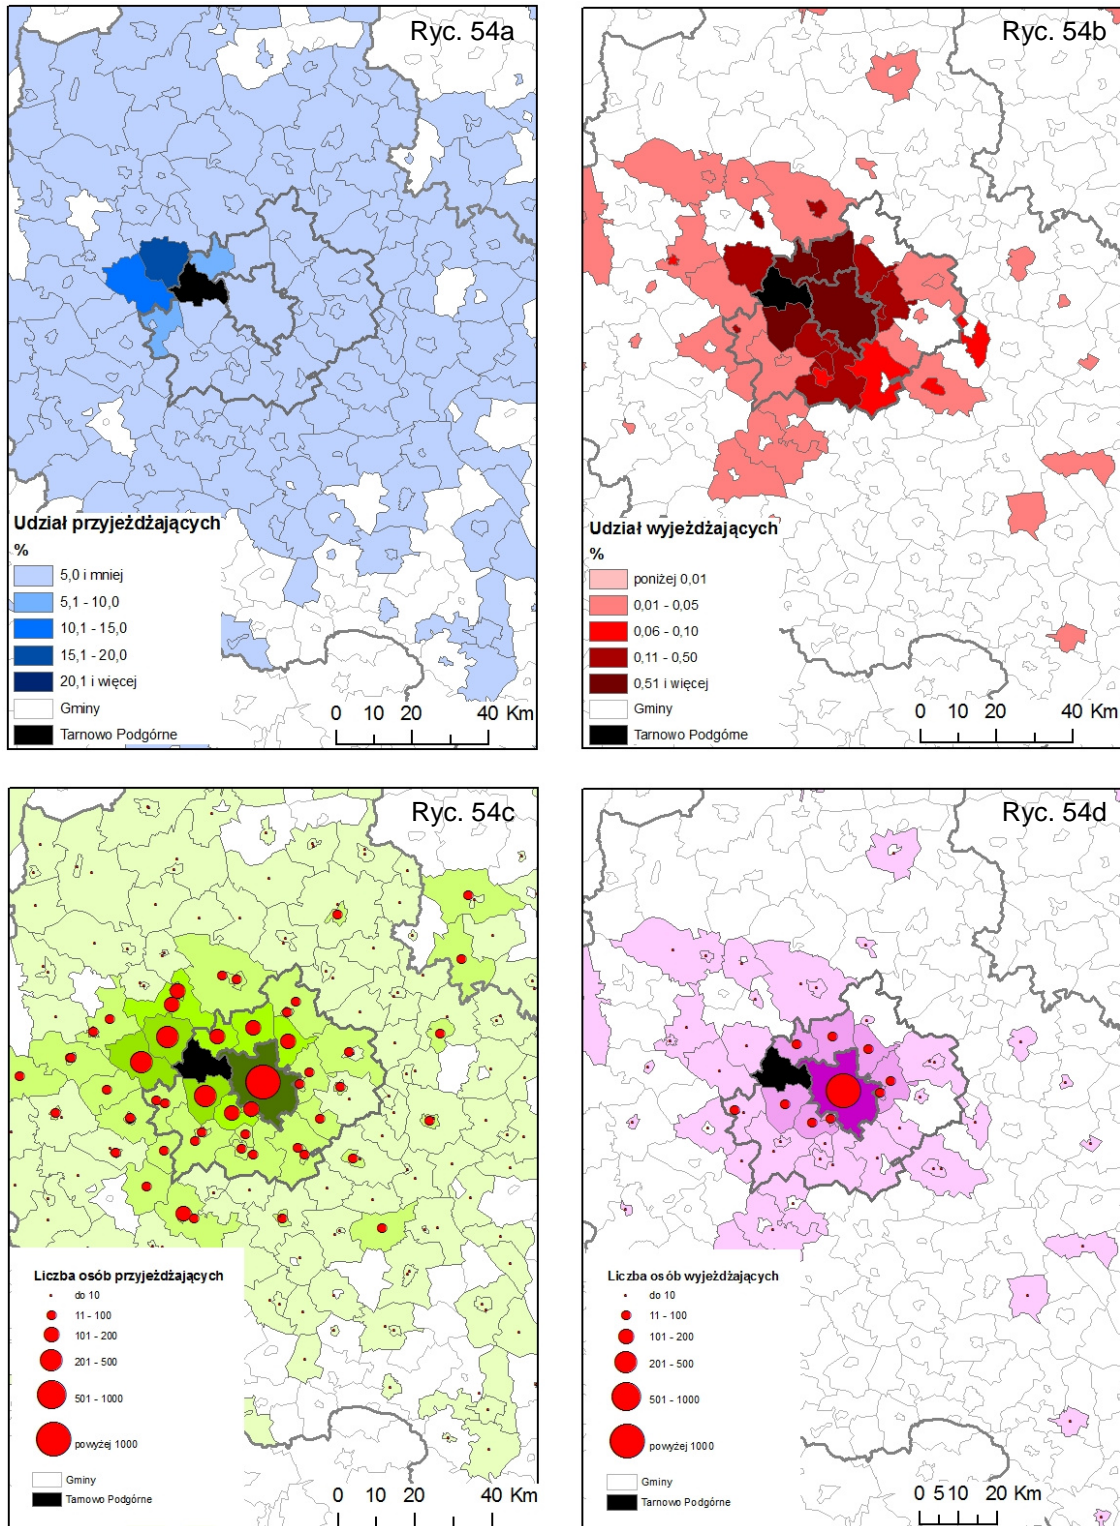 Ryc. 54a
Udział przyjeżdżających
%
5,0 i mniej
5,1 - 10,0
10,1 - 15,0
15,1 - 20,0
20,1 i więcej
Gminy
Tarnowo Podgórne
0 10 20 40 Km
Ryc. 54b
Udział wyjeżdżających
%
poniżej 0,01
0,01 - 0,05
0,06 - 0,10
0,11 - 0,50
0,51 i więcej
Gminy
Tarnowo Podgórne
0 10 20 40 Km
Ryc. 54c
Liczba osób przyjeżdżających
do 10
11 - 100
101 - 200
201 - 500
501 - 1000
powyżej 1000
Gminy
Tarnowo Podgórne
0 10 20 40 Km
Ryc. 54d
Liczba osób wyjeżdżających
do 10
11 - 100
101 - 200
201 - 500
501 - 1000
powyżej 1000
Gminy
Tarnowo Podgórne
0 5 10 20 Km